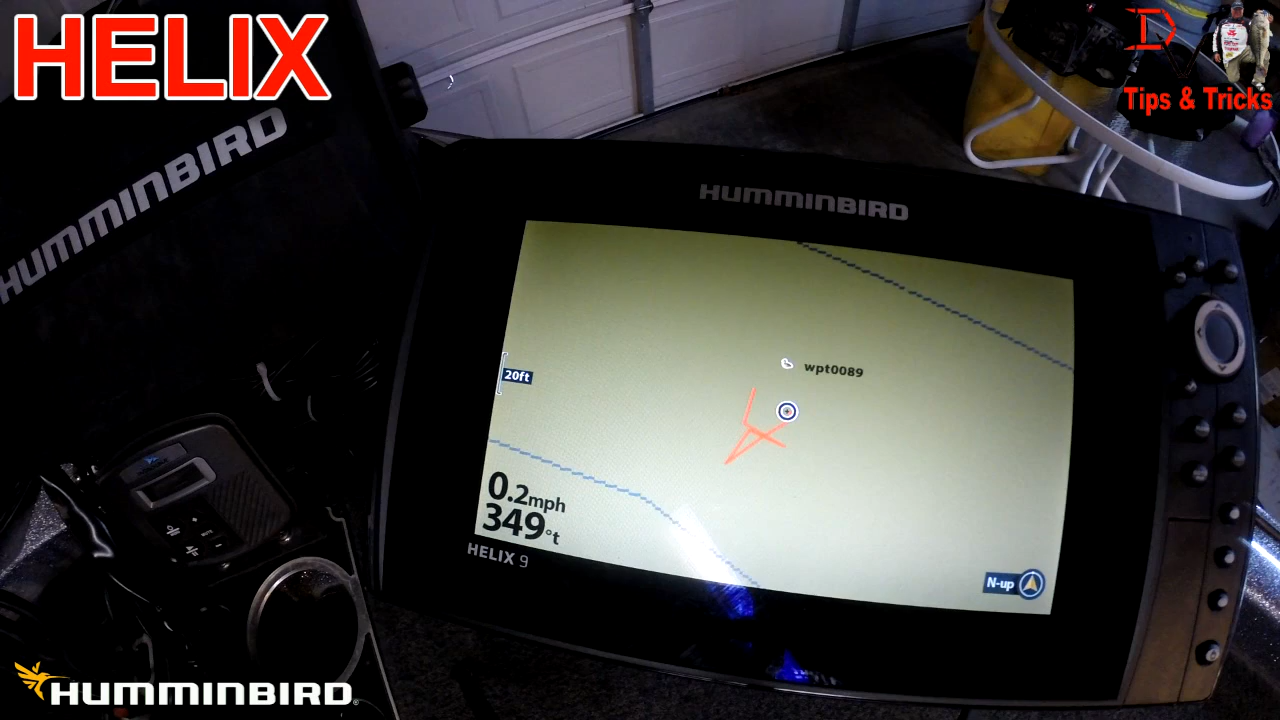 HELIX
D
Tips & Tricks
HUMMINBIRD
HUMMINBIRD
wpt0089
20ft
0.2mph
349°t
HELIX 9
N-up
HUMMINBIRD®